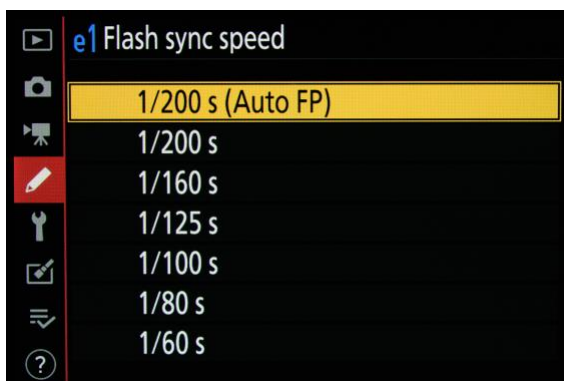 e1 Flash sync speed
1/200 s (Auto FP)
1/200 s
1/160 s
1/125 s
1/100 s
1/80 s
1/60 s
?